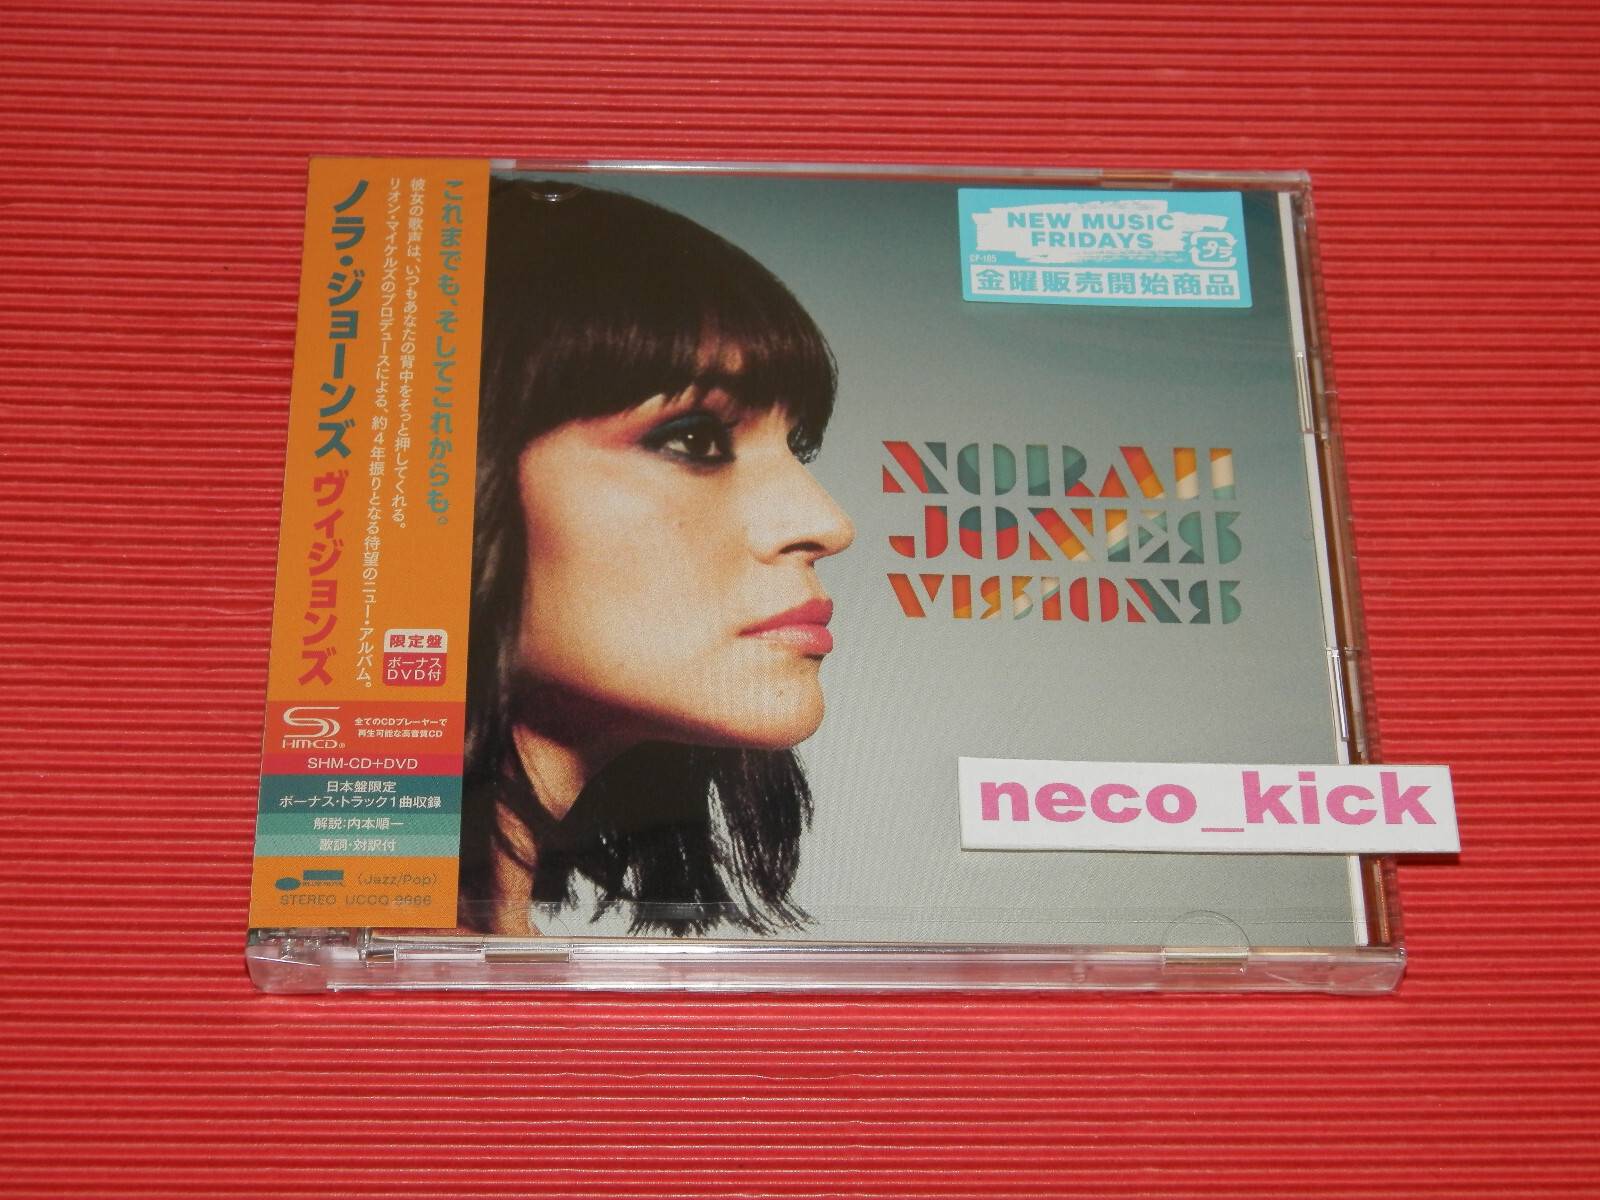 これまでも、そしてこれからも。
彼女の歌声は、いつもあなたの背中をそっと押してくれる。
リオン・マイケルズのプロデュースによる、約4年振りとなる待望のニュー・アルバム。
ノラ・ジョーンズ ヴィジョンズ
限定盤
ボーナス
DVD付
SHM-CD®
全てのCDプレーヤーで
再生可能な高音質CD
SHM-CD+DVD
日本盤限定
ボーナス・トラック1曲収録
解説:内本順一
歌詞・対訳付
BLUE NOTE
(Jazz/Pop)
STEREO UCCQ-9666
NEW MUSIC
FRIDAYS
CP-105
プラ
金曜販売開始商品
NORAH
JONES
VISIONS
neco_kick